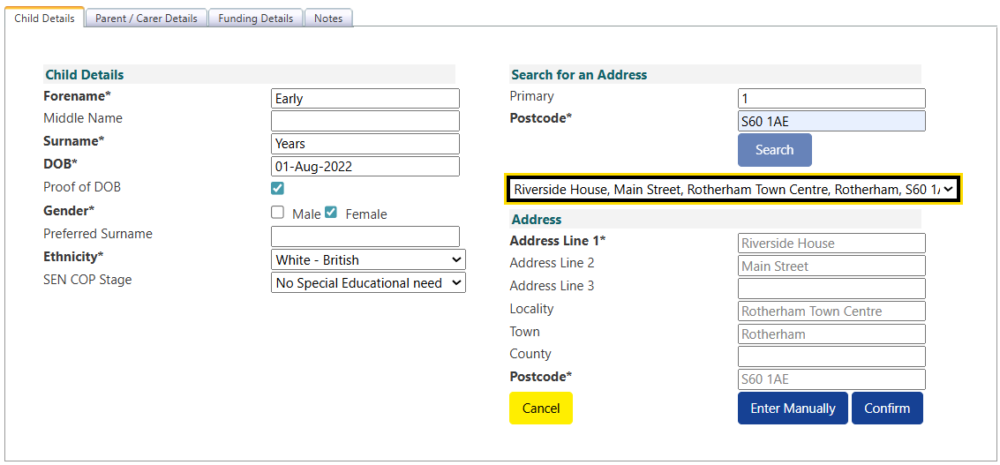 Child Details Parent / Carer Details Funding Details Notes
Child Details
Forename* Early
Middle Name
Surname* Years
DOB* 01-Aug-2022
Proof of DOB
Gender* Male Female
Preferred Surname
Ethnicity* White - British
SEN COP Stage No Special Educational need
Search for an Address
Primary 1
Postcode* S60 1AE
Search
Riverside House, Main Street, Rotherham Town Centre, Rotherham, S60 1
Address
Address Line 1* Riverside House
Address Line 2 Main Street
Address Line 3
Locality Rotherham Town Centre
Town Rotherham
County
Postcode* S60 1AE
Cancel Enter Manually Confirm